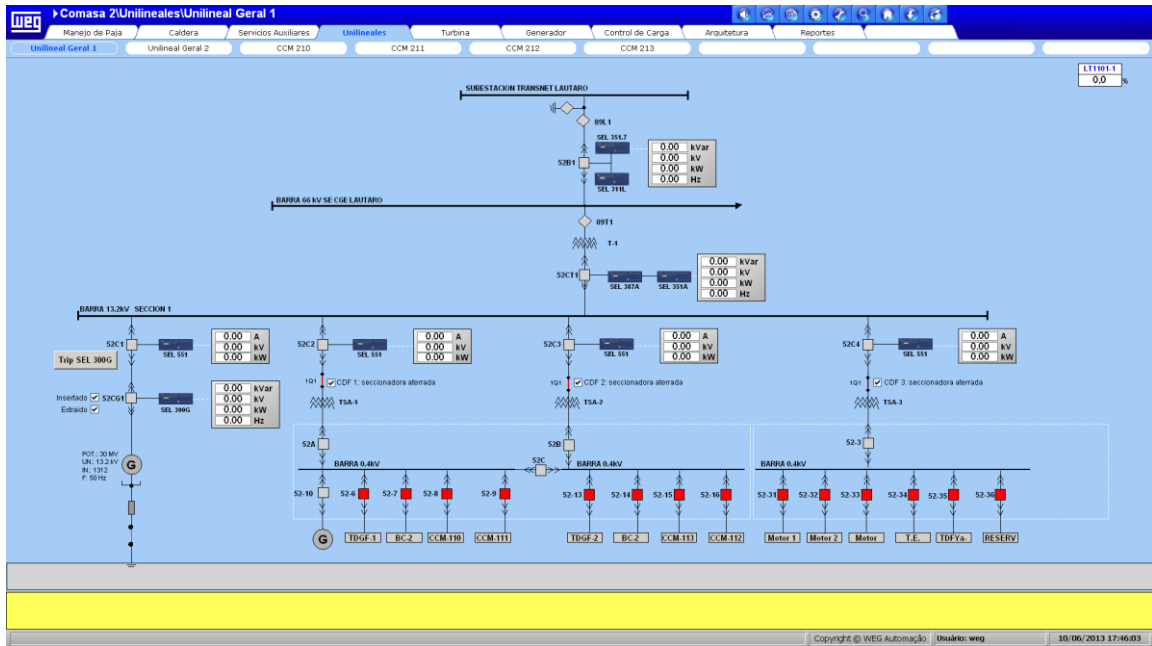 weg
Comasa 2\Unilineales\Unilineal Geral 1
Manejo de Paja
Caldera
Servicios Auxiliares
Unilineales
Turbina
Generador
Control de Carga
Arquitetura
Reportes
Unilineal Geral 1
Unilineal Geral 2
CCM 210
CCM 211
CCM 212
CCM 213
LT1101-1
0,0 %
SUBESTACION TRANSNET LAUTARO
89L1
SEL 351.7
52B1
SEL 311L
0.00 kVar
0.00 kV
0.00 kW
0.00 Hz
BARRA 66 kV SE CGE LAUTARO
89T1
T-1
52CT1
SEL 387A
SEL 351A
0.00 kVar
0.00 kV
0.00 kW
0.00 Hz
BARRA 13.2kV SECCION 1
52C1
SEL 551
0.00 A
0.00 kV
0.00 kW
52C2
SEL 551
0.00 A
0.00 kV
0.00 kW
52C3
SEL 551
0.00 A
0.00 kV
0.00 kW
52C4
SEL 551
0.00 A
0.00 kV
0.00 kW
Trip SEL 300G
1Q1
CDF 1: seccionadora aterrada
1Q1
CDF 2: seccionadora aterrada
1Q1
CDF 3: seccionadora aterrada
Insertado
Extraido
52CG1
SEL 300G
0.00 kVar
0.00 kV
0.00 kW
0.00 Hz
TSA-1
TSA-2
TSA-3
52A
52B
52-3
POT.: 30 MV
UN.: 13.2 kV
IN.: 1312
F: 50 Hz
G
BARRA 0.4kV
52C
BARRA 0.4kV
BARRA 0.4kV
52-10
52-6
52-7
52-8
52-9
52-13
52-14
52-15
52-16
52-31
52-32
52-33
52-34
52-35
52-36
G
TDGF-1
BC-2
CCM-110
CCM-111
TDGF-2
BC-2
CCM-113
CCM-112
Motor 1
Motor 2
Motor
T.E.
TDFYa-
RESERV
Copyright © WEG Automação
Usuário: weg
10/06/2013 17:46:03